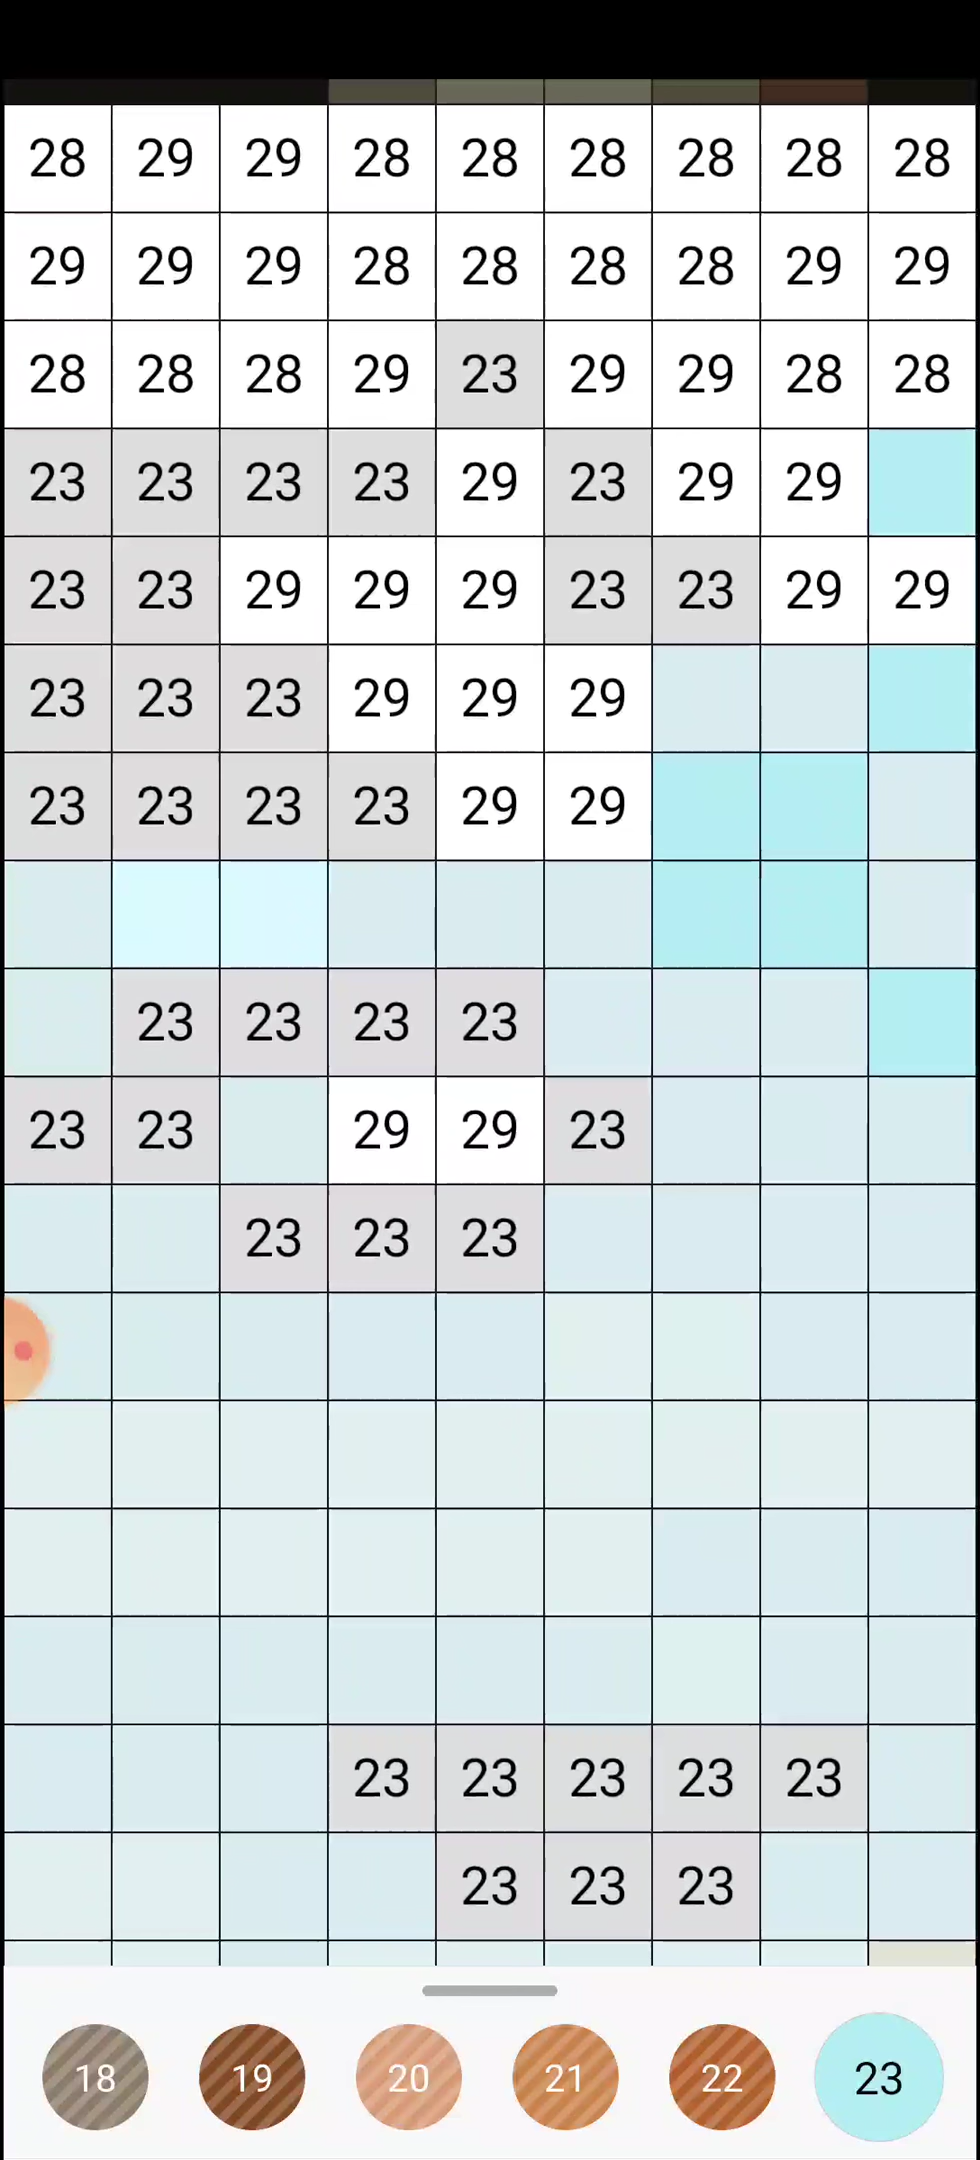 28 29 29 28 28 28 28 28 28
29 29 29 28 28 28 28 29 29
28 28 28 29 23 29 29 28 28
23 23 23 23 29 23 29 29
23 23 29 29 29 23 23 29 29
23 23 23 29 29 29
23 23 23 23 29 29
23 23 23 23
23 23 29 29 23
23 23 23
23 23 23 23 23
23 23 23
18 19 20 21 22 23